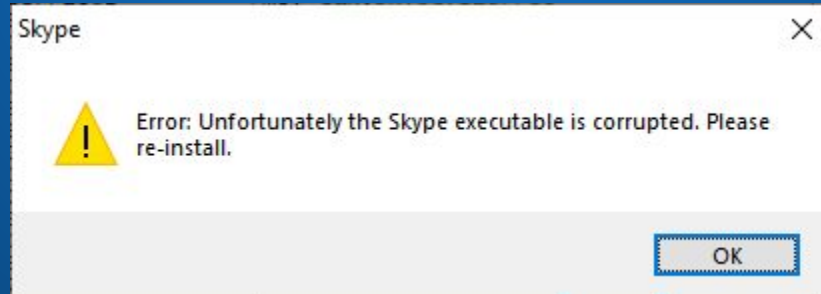 Skype
Error: Unfortunately the Skype executable is corrupted. Please
re-install.
OK